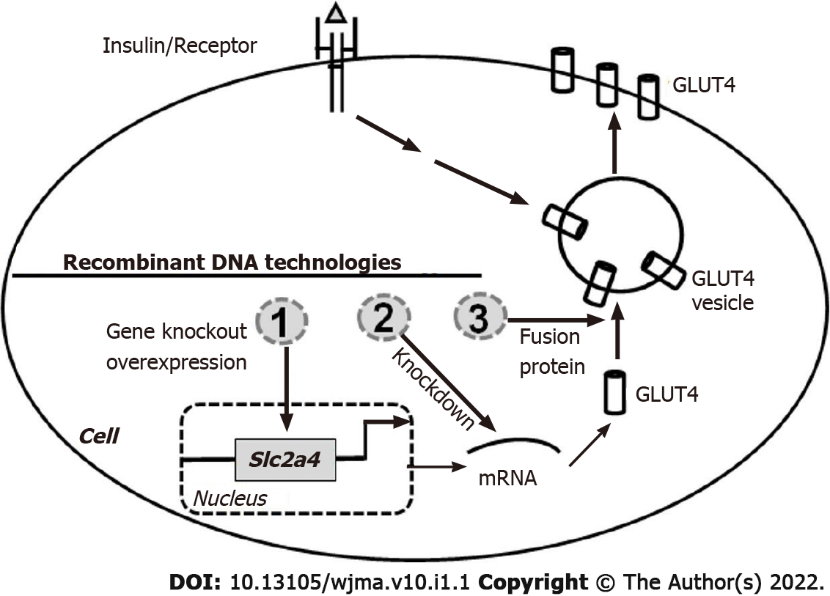 Insulin/Receptor
GLUT4
Recombinant DNA technologies
GLUT4
vesicle
1
2
3
Gene knockout
overexpression
Fusion
protein
Knockdown
GLUT4
Cell
Slc2a4
mRNA
Nucleus
DOI: 10.13105/wjma.v10.i1.1 Copyright © The Author(s) 2022.